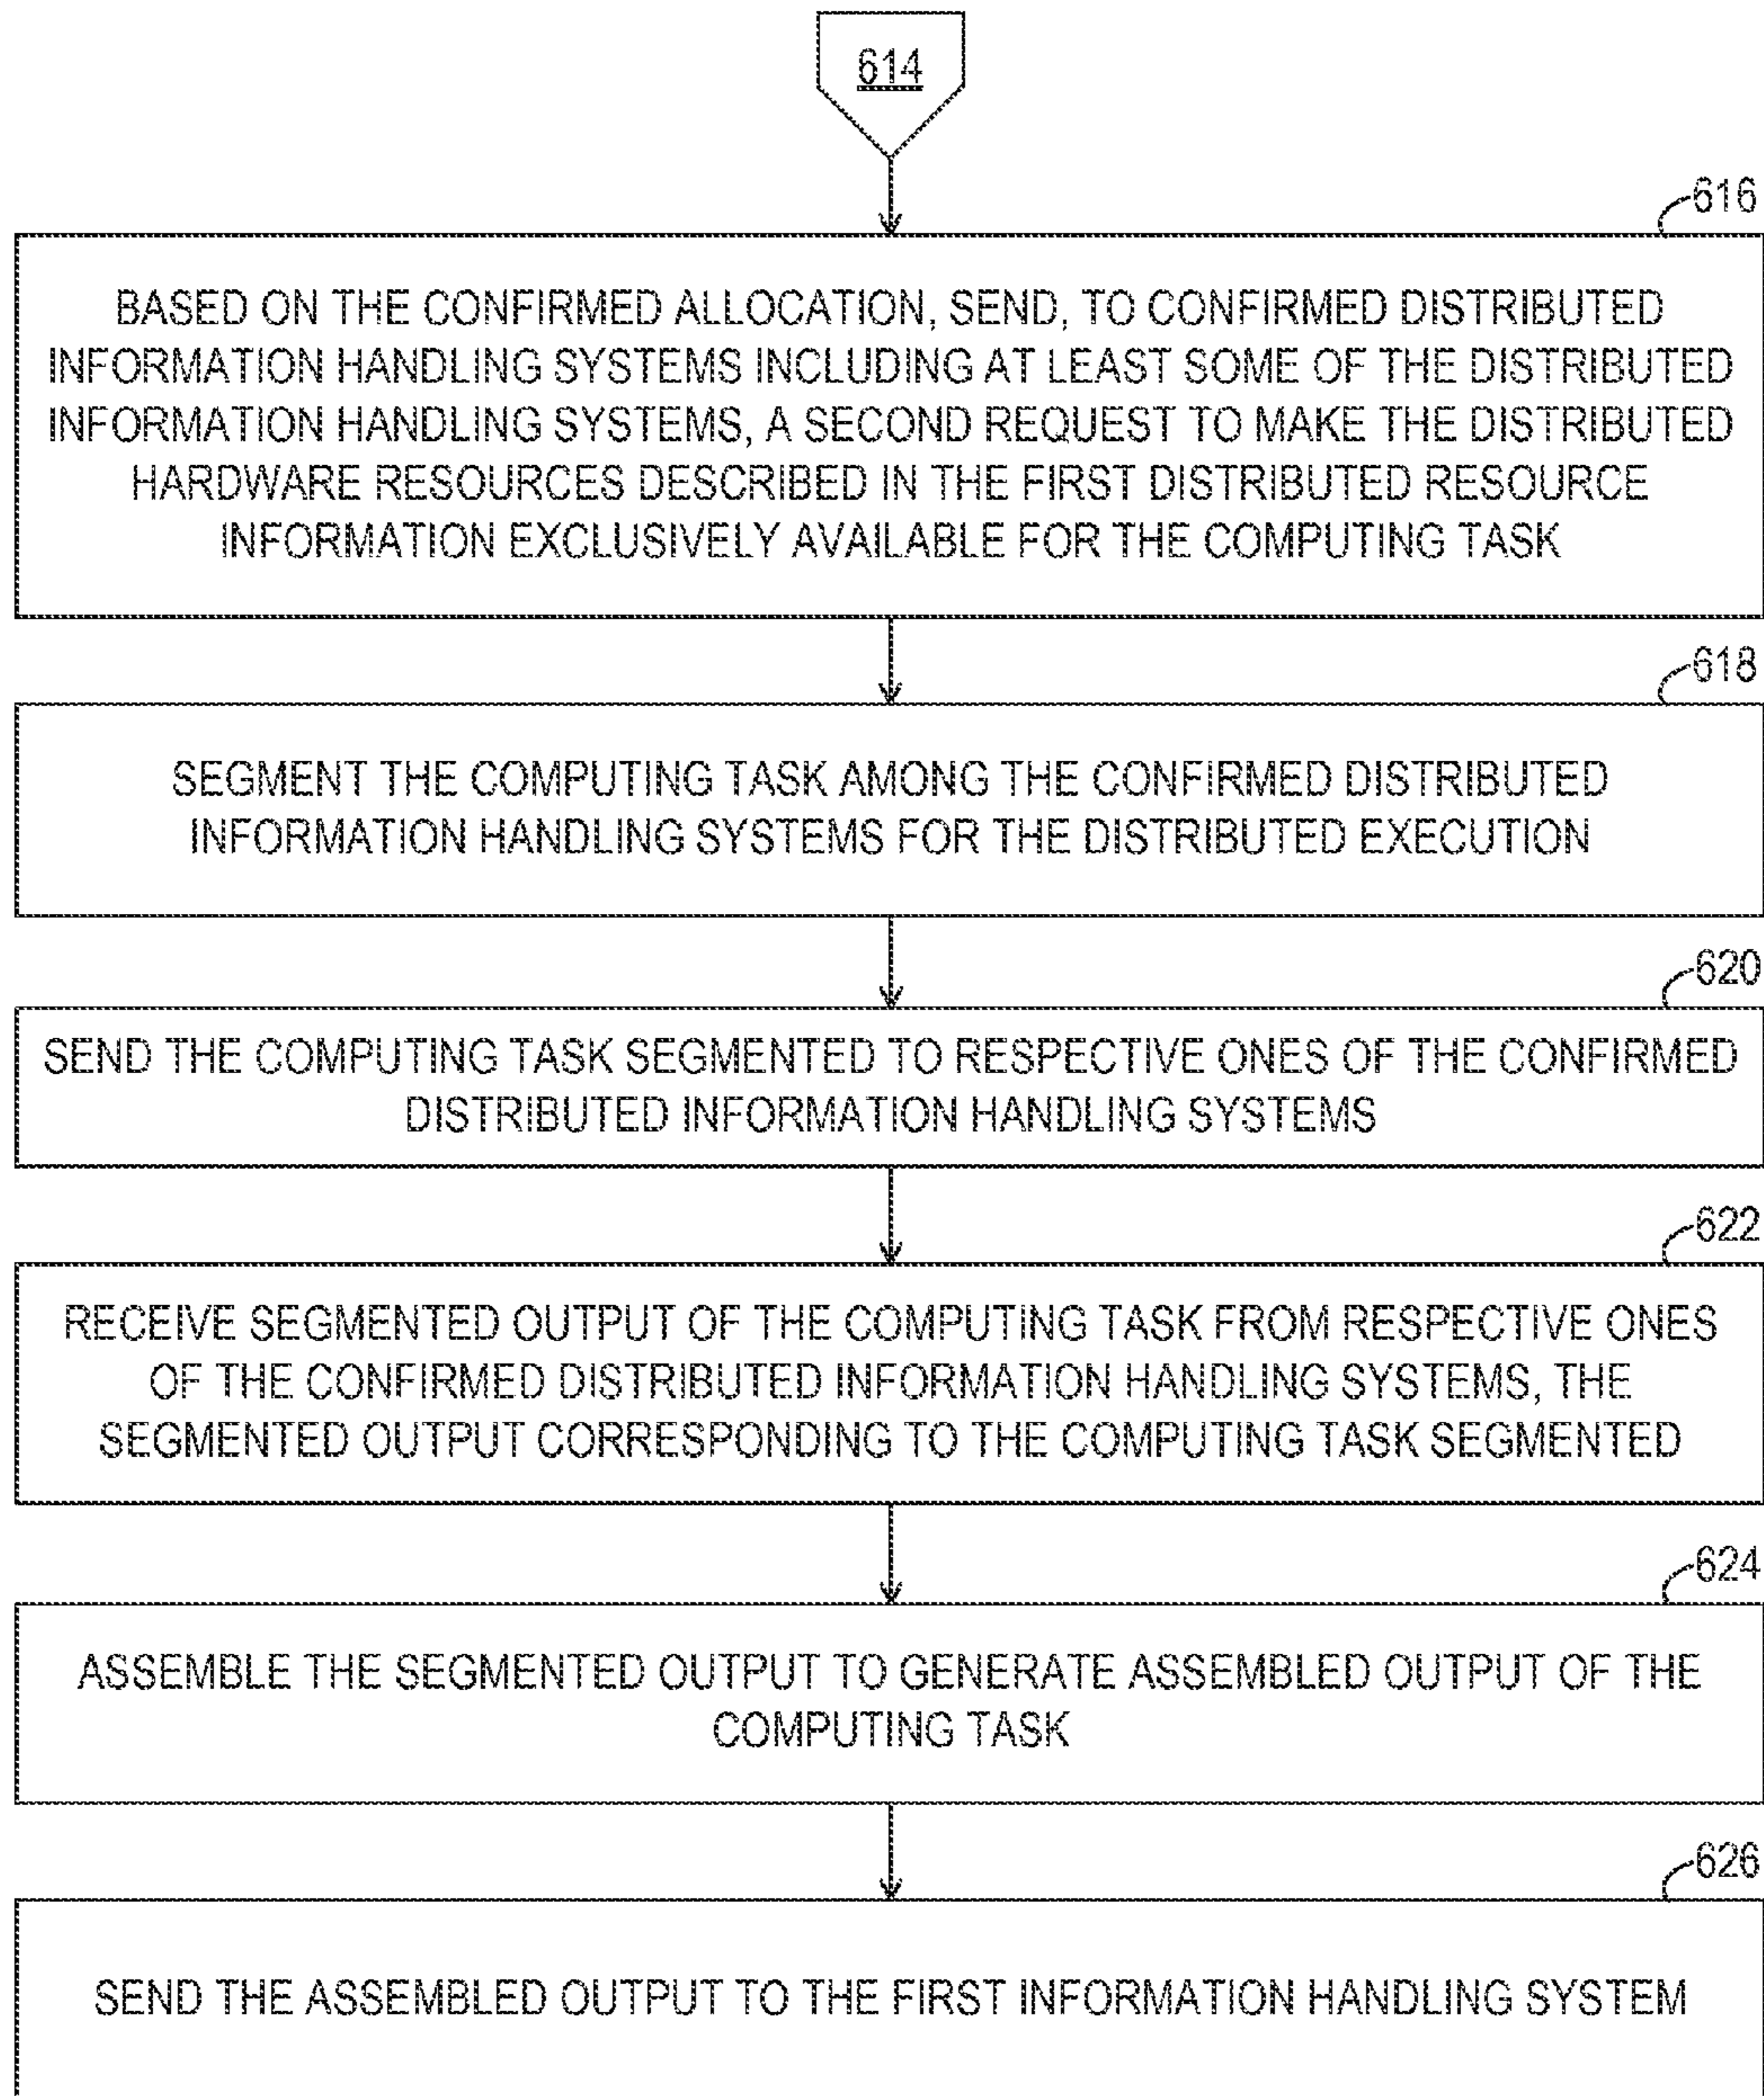 614
616
BASED ON THE CONFIRMED ALLOCATION, SEND, TO CONFIRMED DISTRIBUTED
INFORMATION HANDLING SYSTEMS INCLUDING AT LEAST SOME OF THE DISTRIBUTED
INFORMATION HANDLING SYSTEMS, A SECOND REQUEST TO MAKE THE DISTRIBUTED
HARDWARE RESOURCES DESCRIBED IN THE FIRST DISTRIBUTED RESOURCE
INFORMATION EXCLUSIVELY AVAILABLE FOR THE COMPUTING TASK
618
SEGMENT THE COMPUTING TASK AMONG THE CONFIRMED DISTRIBUTED
INFORMATION HANDLING SYSTEMS FOR THE DISTRIBUTED EXECUTION
620
SEND THE COMPUTING TASK SEGMENTED TO RESPECTIVE ONES OF THE CONFIRMED
DISTRIBUTED INFORMATION HANDLING SYSTEMS
622
RECEIVE SEGMENTED OUTPUT OF THE COMPUTING TASK FROM RESPECTIVE ONES
OF THE CONFIRMED DISTRIBUTED INFORMATION HANDLING SYSTEMS, THE
SEGMENTED OUTPUT CORRESPONDING TO THE COMPUTING TASK SEGMENTED
624
ASSEMBLE THE SEGMENTED OUTPUT TO GENERATE ASSEMBLED OUTPUT OF THE
COMPUTING TASK
626
SEND THE ASSEMBLED OUTPUT TO THE FIRST INFORMATION HANDLING SYSTEM